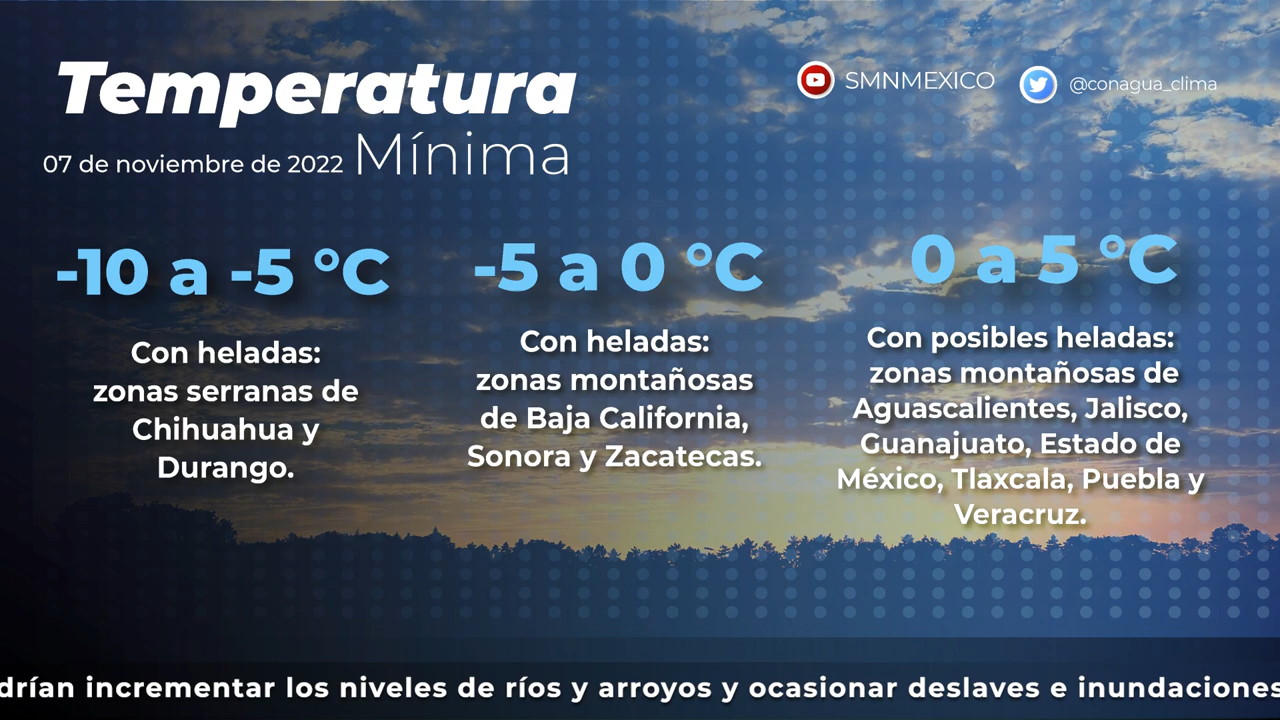 Temperatura
07 de noviembre de 2022 Mínima
SMNMEXICO @conagua_clima
-10 a -5 °C
Con heladas:
zonas serranas de
Chihuahua y
Durango.
-5 a 0 °C
Con heladas:
zonas montañosas
de Baja California,
Sonora y Zacatecas.
0 a 5 °C
Con posibles heladas:
zonas montañosas de
Aguascalientes, Jalisco,
Guanajuato, Estado de
México, Tlaxcala, Puebla y
Veracruz.
drían incrementar los niveles de ríos y arroyos y ocasionar deslaves e inundaciones